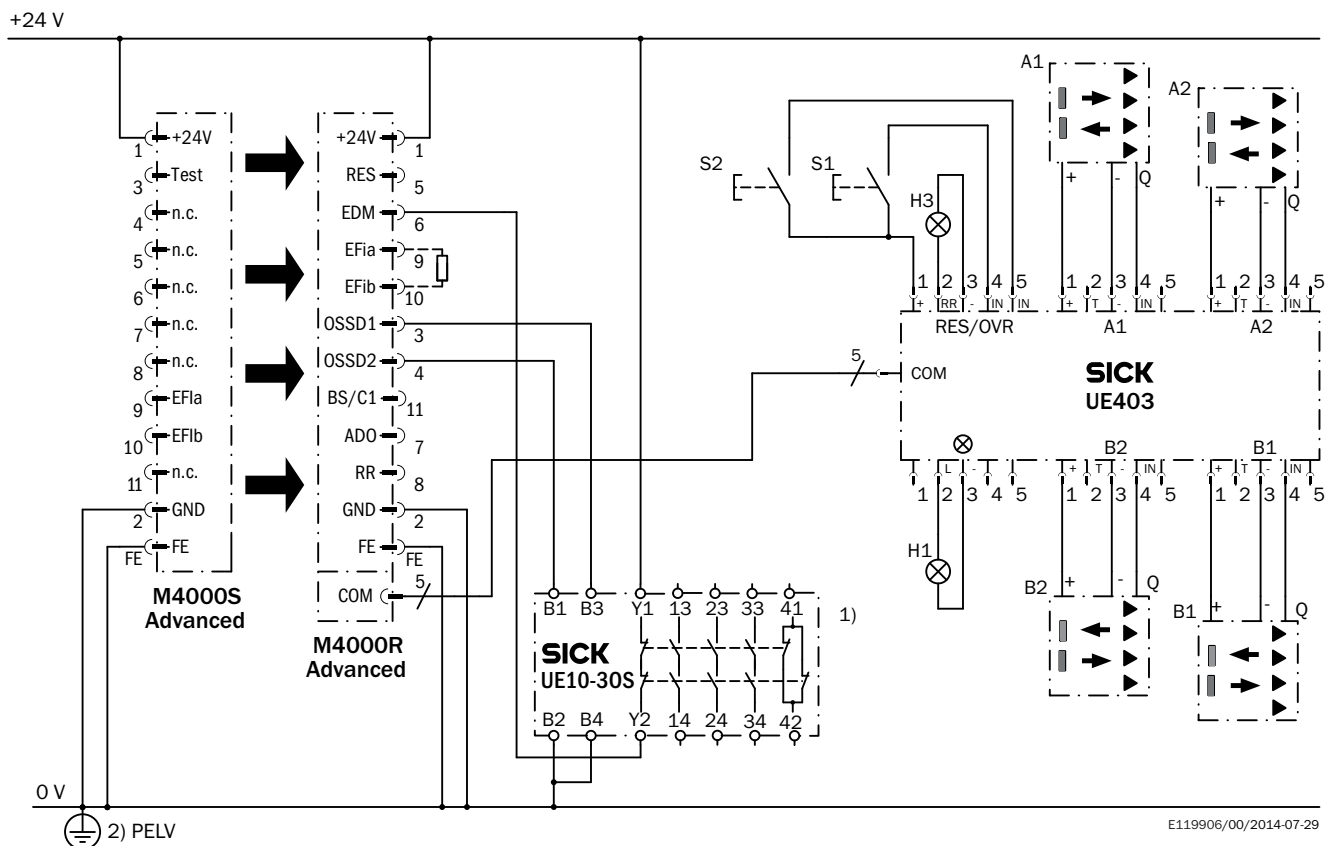 +24 V
A1
A2
S2
S1
H3
+ - Q
+ - Q
+24V
1
Test
3
n.c.
4
n.c.
5
n.c.
6
n.c.
7
n.c.
8
EFIa
9
EFIb
10
n.c.
11
GND
2
FE
FE
M4000S
Advanced
+24V
1
RES
5
EDM
6
EFia
9
EFib
10
OSSD1
3
OSSD2
4
BS/C1
11
ADO
7
RR
8
GND
2
FE
FE
COM
5
M4000R
Advanced
1 2 3 4 5
+ RR - IN IN
RES/OVR
1 2 3 4 5
+ T - IN
A1
1 2 3 4 5
+ T - IN
A2
5
COM
SICK
UE403
B2
B1
L -
1 2 3 4 5
+ T - IN
1 2 3 4 5
+ T - IN
1 2 3 4 5
H1
B2
+ - Q
B1
+ - Q
B1 B3 Y1 13 23 33 41
1)
SICK
UE10-30S
B2 B4 Y2 14 24 34 42
0 V
2) PELV
E119906/00/2014-07-29